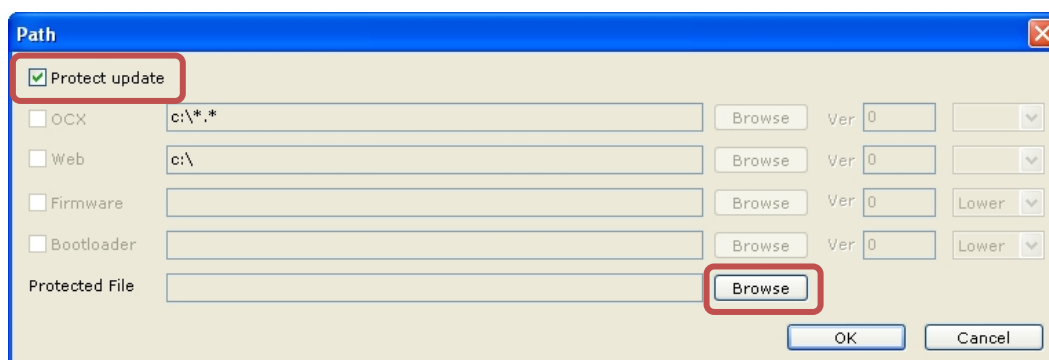 Path
Protect update
OCX c:\*.* Browse Ver 0
Web c:\ Browse Ver 0
Firmware Browse Ver 0 Lower
Bootloader Browse Ver 0 Lower
Protected File Browse
OK Cancel